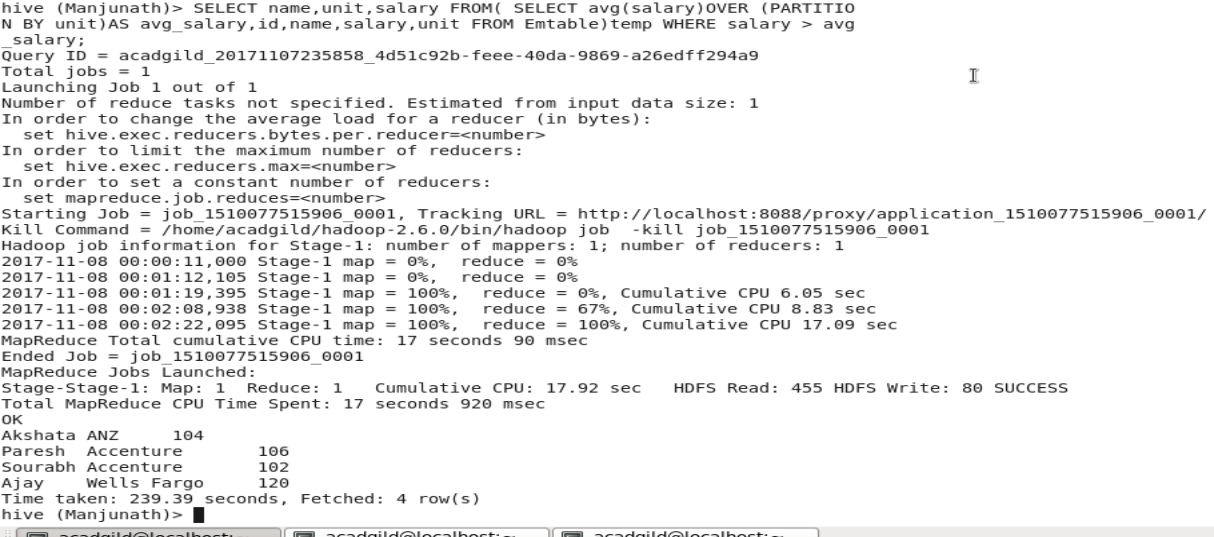 hive (Manjunath)> SELECT name,unit,salary FROM( SELECT avg(salary)OVER (PARTITIO
N BY unit)AS avg_salary,id,name,salary,unit FROM Emtable)temp WHERE salary > avg
_salary;
Query ID = acadgild_20171107235858_4d51c92b-feee-40da-9869-a26edff294a9
Total jobs = 1
Launching Job 1 out of 1
Number of reduce tasks not specified. Estimated from input data size: 1
In order to change the average load for a reducer (in bytes):
  set hive.exec.reducers.bytes.per.reducer=<number>
In order to limit the maximum number of reducers:
  set hive.exec.reducers.max=<number>
In order to set a constant number of reducers:
  set mapreduce.job.reduces=<number>
Starting Job = job_1510077515906_0001, Tracking URL = http://localhost:8088/proxy/application_1510077515906_0001/
Kill Command = /home/acadgild/hadoop-2.6.0/bin/hadoop job  -kill job_1510077515906_0001
Hadoop job information for Stage-1: number of mappers: 1; number of reducers: 1
2017-11-08 00:00:11,000 Stage-1 map = 0%,  reduce = 0%
2017-11-08 00:01:12,105 Stage-1 map = 0%,  reduce = 0%
2017-11-08 00:01:19,395 Stage-1 map = 100%,  reduce = 0%, Cumulative CPU 6.05 sec
2017-11-08 00:02:08,938 Stage-1 map = 100%,  reduce = 67%, Cumulative CPU 8.83 sec
2017-11-08 00:02:22,095 Stage-1 map = 100%,  reduce = 100%, Cumulative CPU 17.09 sec
MapReduce Total cumulative CPU time: 17 seconds 90 msec
Ended Job = job_1510077515906_0001
MapReduce Jobs Launched:
Stage-Stage-1: Map: 1  Reduce: 1   Cumulative CPU: 17.92 sec   HDFS Read: 455 HDFS Write: 80 SUCCESS
Total MapReduce CPU Time Spent: 17 seconds 920 msec
OK
Akshata ANZ     104
Paresh  Accenture       106
Sourabh Accenture       102
Ajay    Wells Fargo     120
Time taken: 239.39 seconds, Fetched: 4 row(s)
hive (Manjunath)>
acadgild@localhost:~ acadgild@localhost:~ acadgild@localhost:~